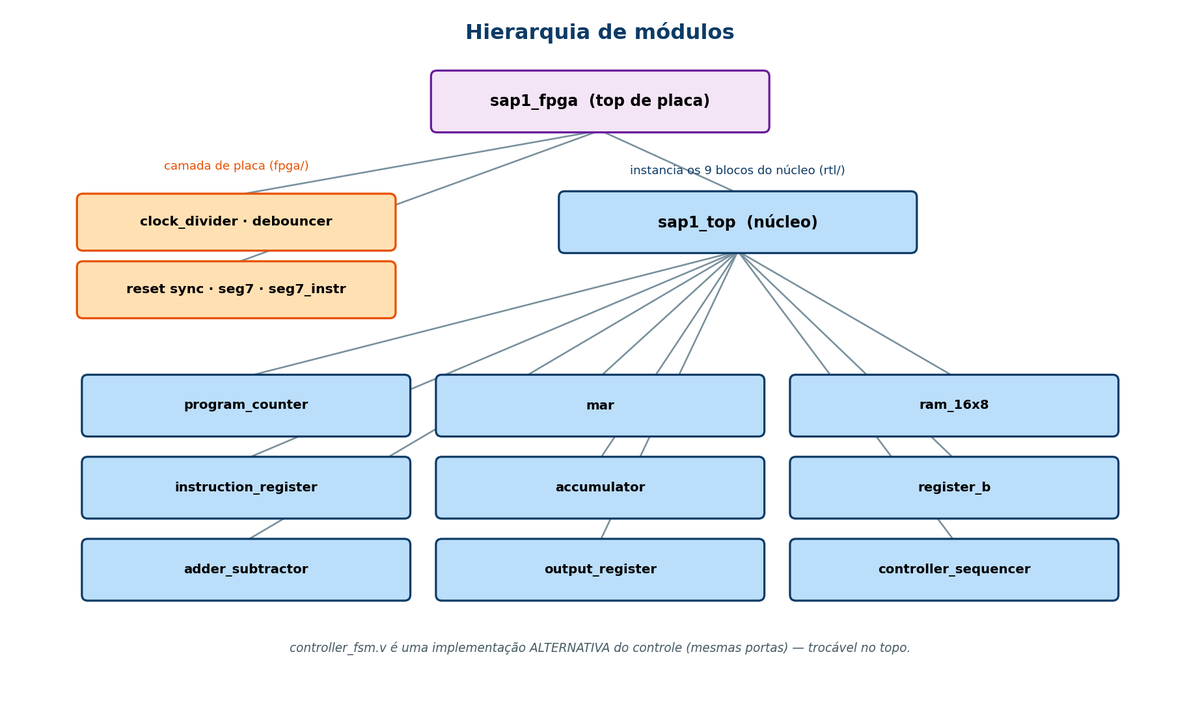 Hierarquia de módulos
sap1_fpga (top de placa)
camada de placa (fpga/)
instancia os 9 blocos do núcleo (rtl/)
clock_divider · debouncer
sap1_top (núcleo)
reset sync · seg7 · seg7_instr
program_counter
mar
ram_16x8
instruction_register
accumulator
register_b
adder_subtractor
output_register
controller_sequencer
controller_fsm.v é uma implementação ALTERNATIVA do controle (mesmas portas) — trocável no topo.